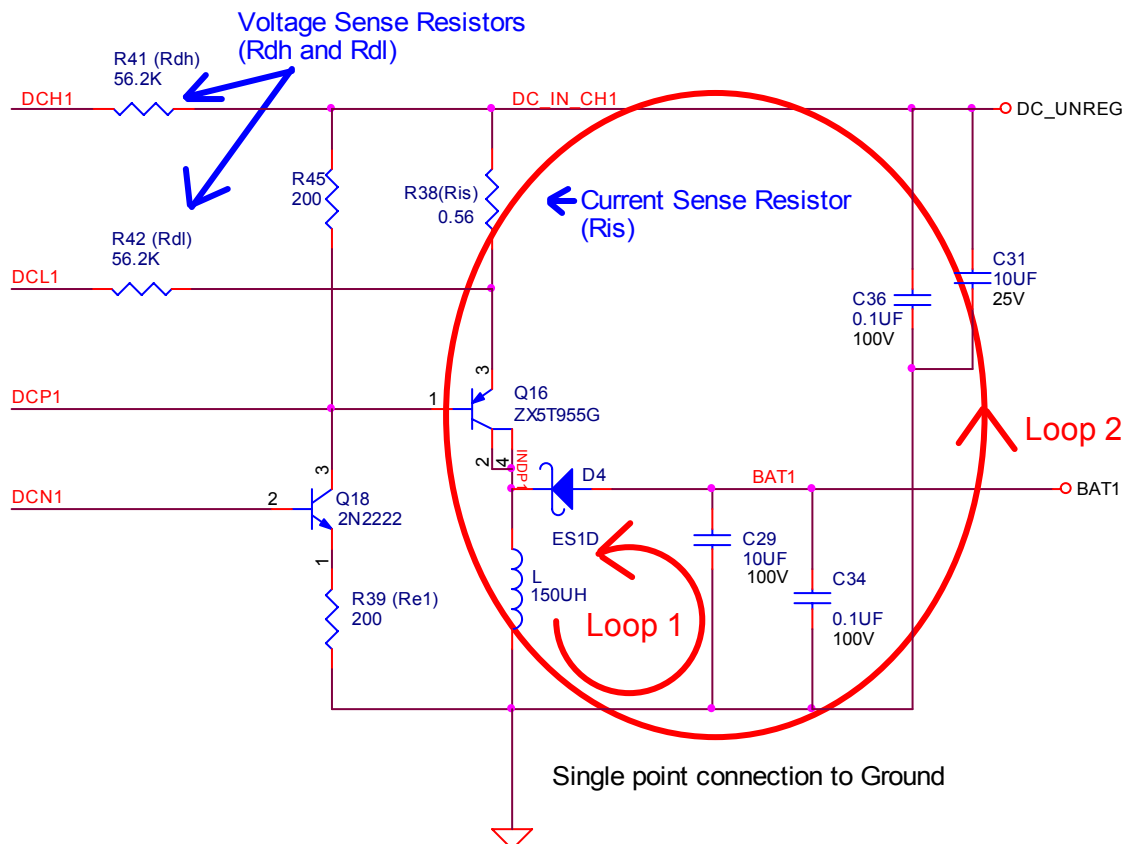 Voltage Sense Resistors
(Rdh and Rdl)
R41 (Rdh)
56.2K
DCH1
DC_IN_CH1
DC_UNREG
R45
200
R38(Ris)
0.56
Current Sense Resistor
(Ris)
R42 (Rdl)
56.2K
DCL1
C31
10UF
25V
C36
0.1UF
100V
3
Q16
ZX5T955G
DCP1
1
Loop 2
2
4
INDP1
D4
BAT1
BAT1
3
DCN1
2
Q18
2N2222
ES1D
C29
10UF
100V
1
L
150UH
C34
0.1UF
100V
R39 (Re1)
200
Loop 1
Single point connection to Ground